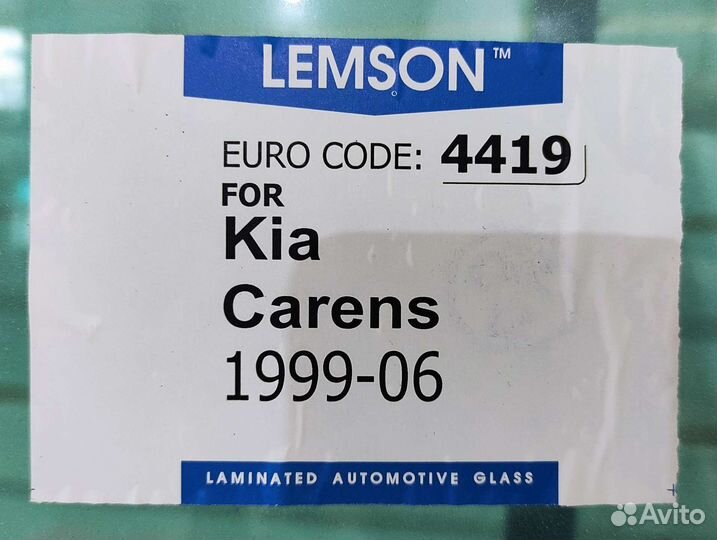 LEMSON™
EURO CODE: 4419
FOR
Kia
Carens
1999-06
LAMINATED AUTOMOTIVE GLASS
Avito